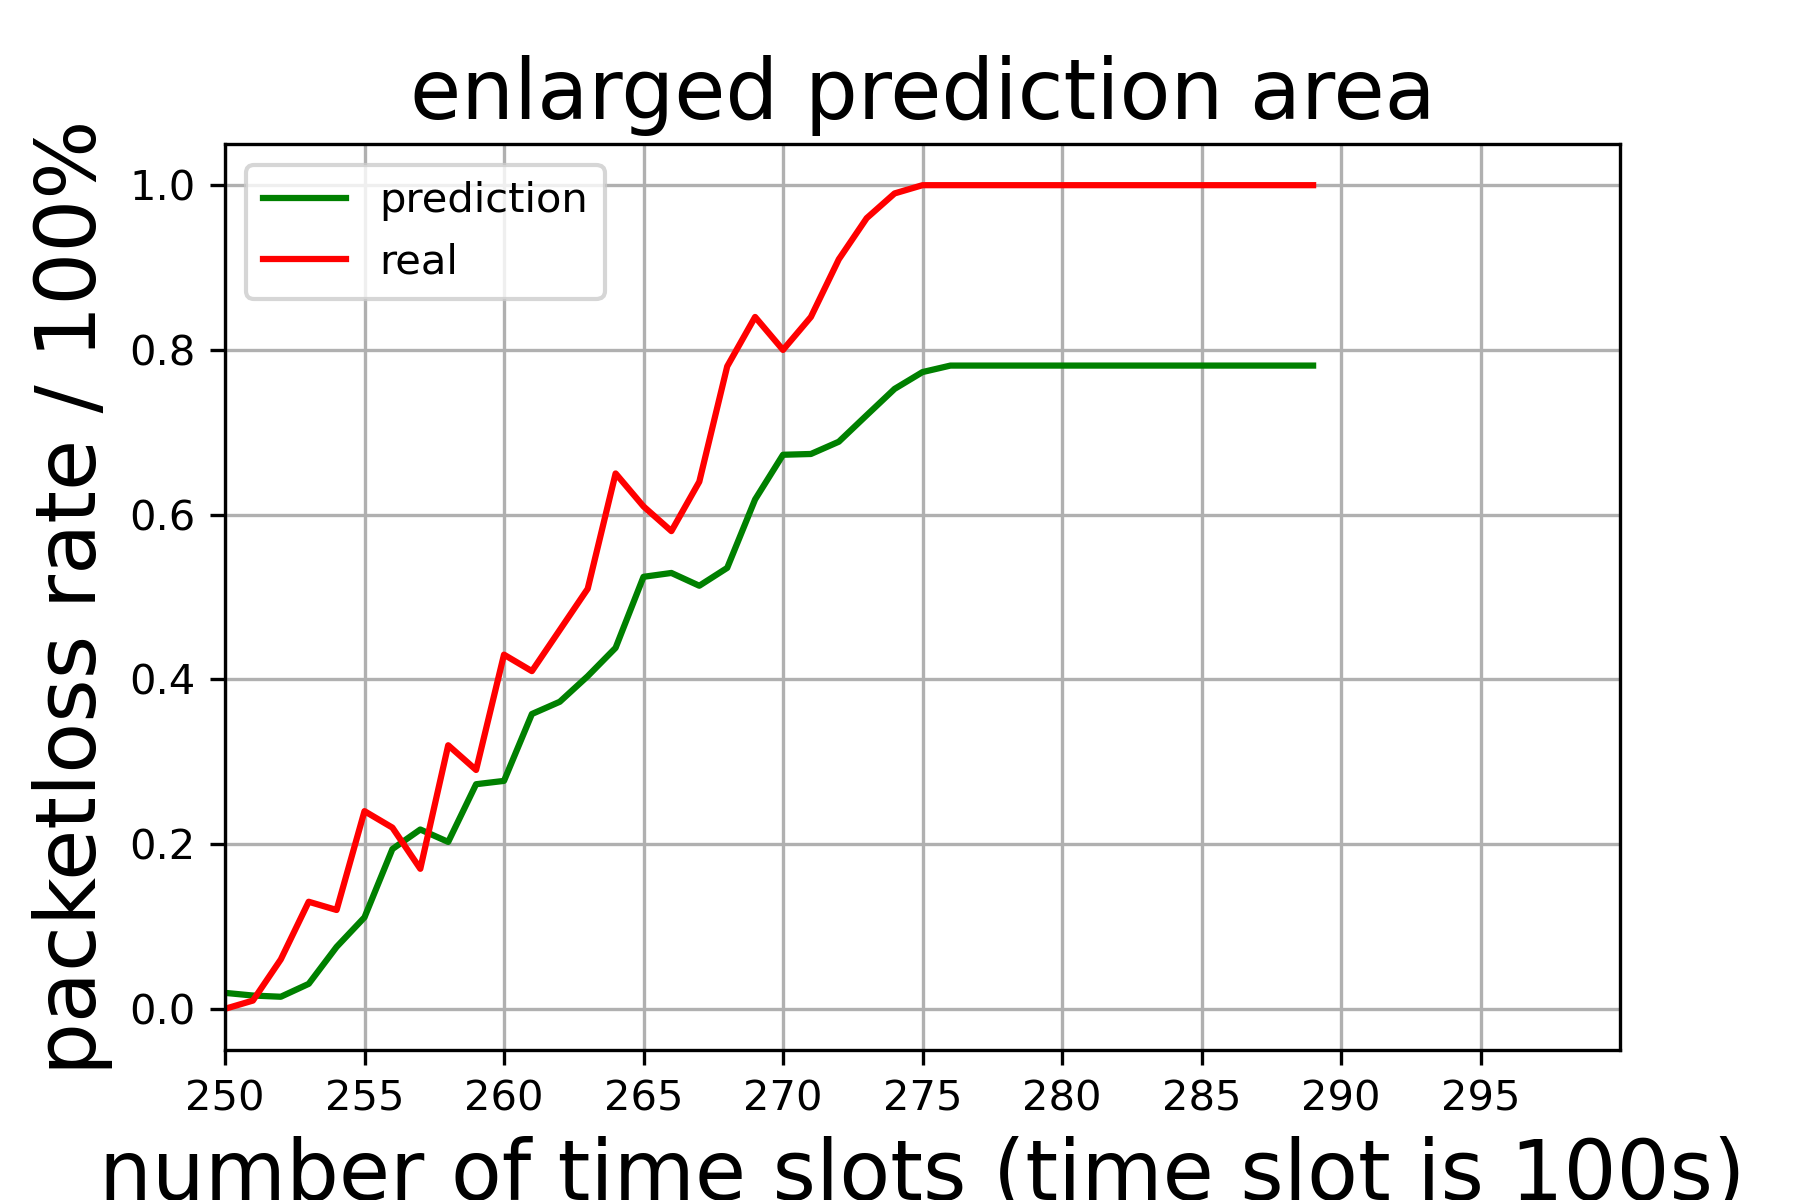 enlarged prediction area
packetloss rate / 100%
prediction
real
1.0
0.8
0.6
0.4
0.2
0.0
250 255 260 265 270 275 280 285 290 295
number of time slots (time slot is 100s)